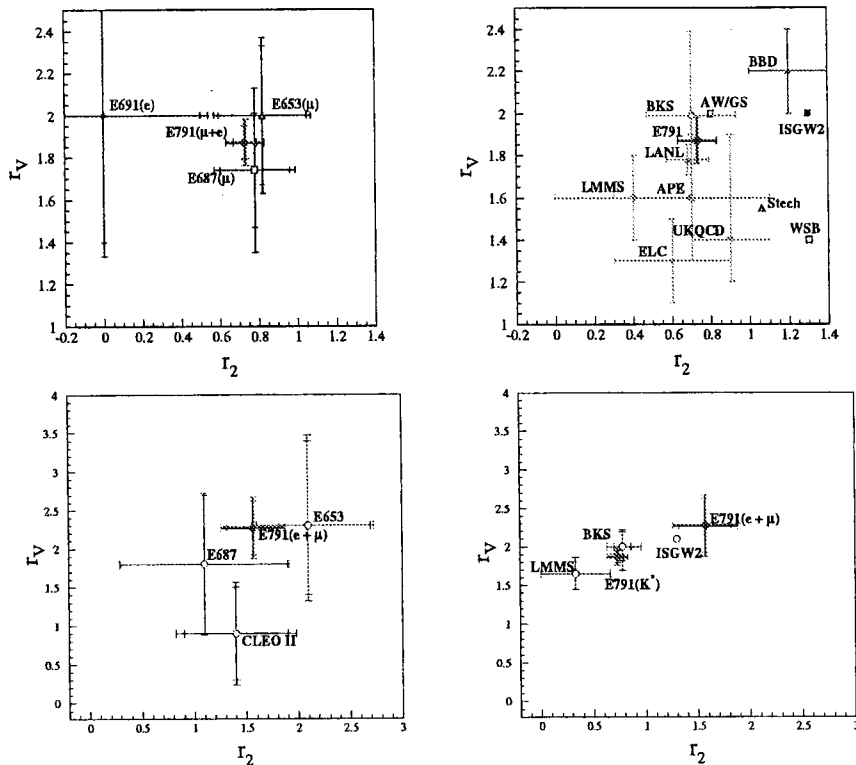 2.4
2.2
2
1.8
1.6
1.4
1.2
1
-0.2 0 0.2 0.4 0.6 0.8 1 1.2 1.4
r_V
r_2
E691(e)
E653(μ)
E791(μ+e)
E687(μ)
2.4
2.2
2
1.8
1.6
1.4
1.2
1
-0.2 0 0.2 0.4 0.6 0.8 1 1.2 1.4
r_V
r_2
BBD
BKS
AW/GS
ISGW2
E791
LANL
LMMS
APE
Stech
UKQCD
WSB
ELC
4
3.5
3
2.5
2
1.5
1
0.5
0
0 0.5 1 1.5 2 2.5 3
r_V
r_2
E653
E791(e+μ)
E687
CLEO II
4
3.5
3
2.5
2
1.5
1
0.5
0
0 0.5 1 1.5 2 2.5 3
r_V
r_2
E791(e+μ)
BKS
ISGW2
LMMS
E791(K*)